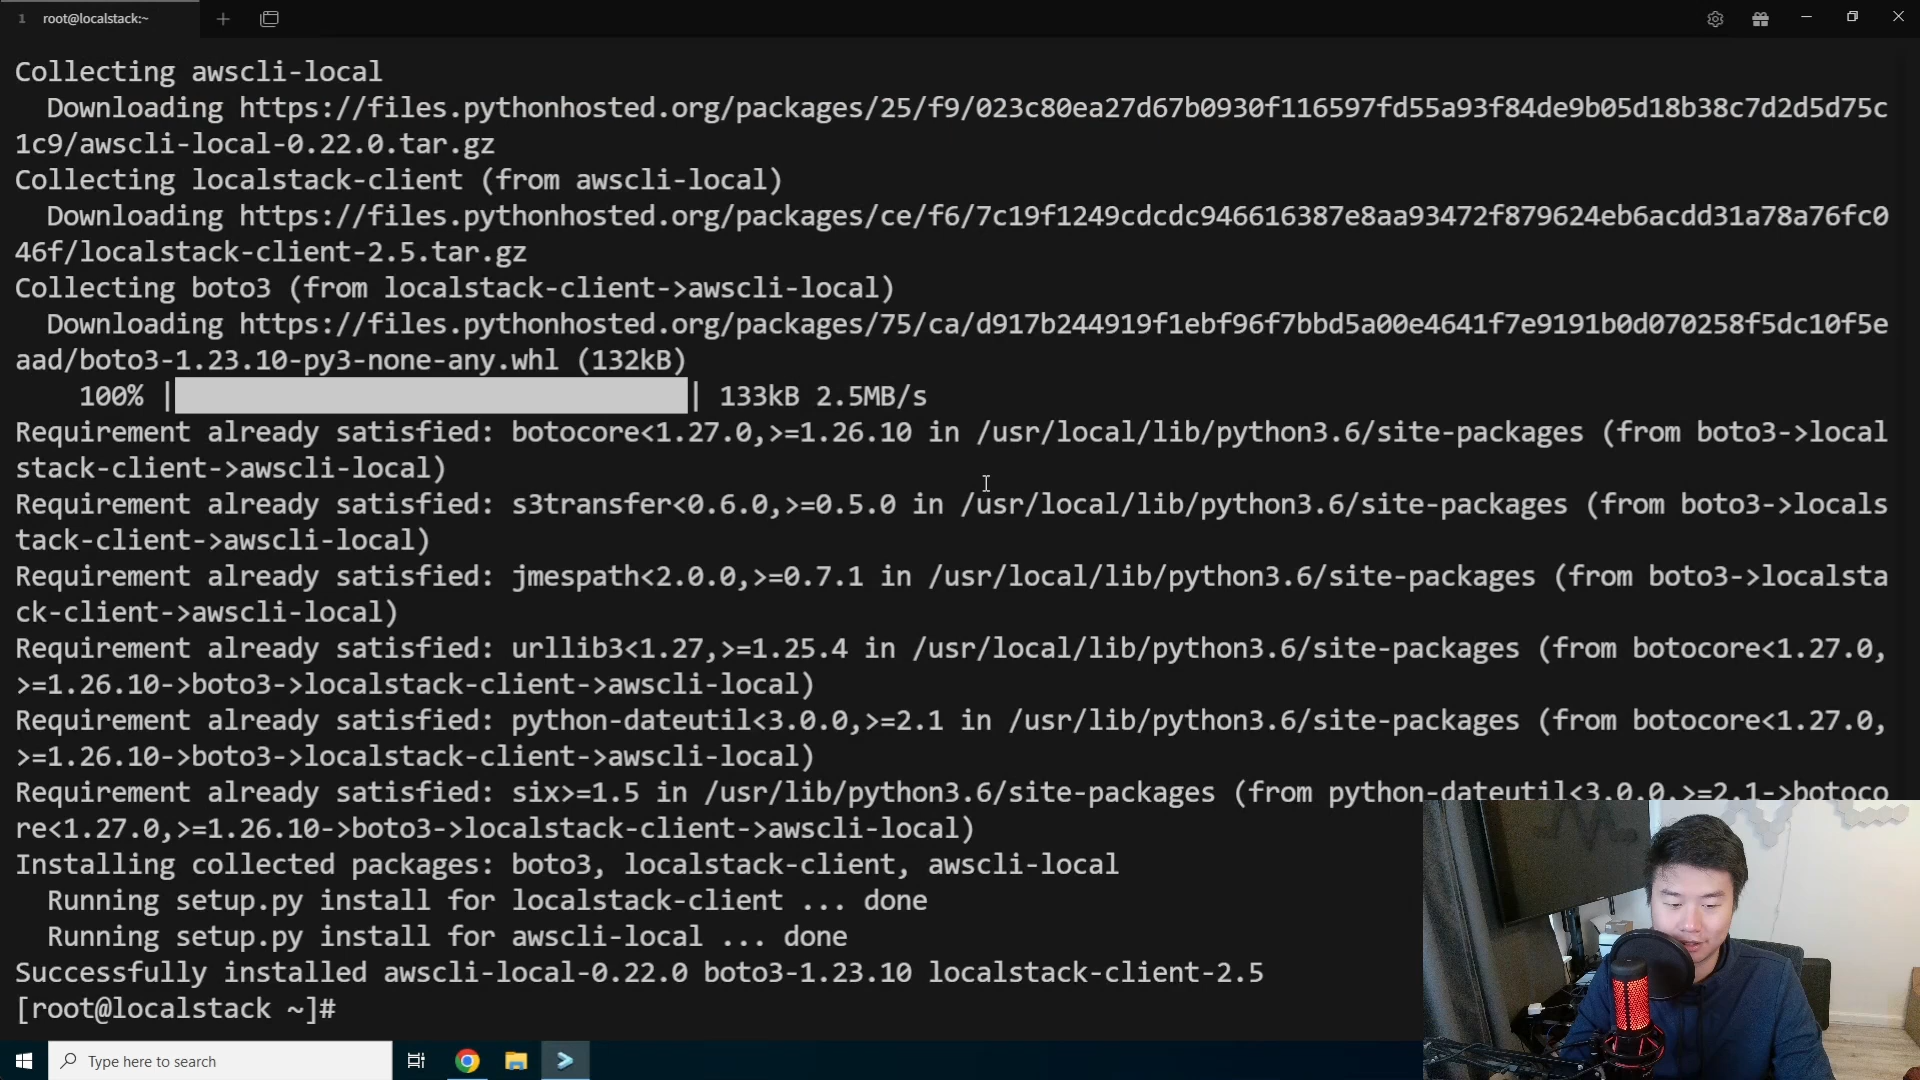 1 root@localstack:~
Collecting awscli-local
Downloading https://files.pythonhosted.org/packages/25/f9/023c80ea27d67b0930f116597fd55a93f84de9b05d18b38c7d2d5d75c
1c9/awscli-local-0.22.0.tar.gz
Collecting localstack-client (from awscli-local)
Downloading https://files.pythonhosted.org/packages/ce/f6/7c19f1249cdcdc946616387e8aa93472f879624eb6acdd31a78a76fc0
46f/localstack-client-2.5.tar.gz
Collecting boto3 (from localstack-client->awscli-local)
Downloading https://files.pythonhosted.org/packages/75/ca/d917b244919f1ebf96f7bbd5a00e4641f7e9191b0d070258f5dc10f5e
aad/boto3-1.23.10-py3-none-any.whl (132kB)
100% | | 133kB 2.5MB/s
Requirement already satisfied: botocore<1.27.0,>=1.26.10 in /usr/local/lib/python3.6/site-packages (from boto3->local
stack-client->awscli-local)
Requirement already satisfied: s3transfer<0.6.0,>=0.5.0 in /usr/local/lib/python3.6/site-packages (from boto3->locals
tack-client->awscli-local)
Requirement already satisfied: jmespath<2.0.0,>=0.7.1 in /usr/local/lib/python3.6/site-packages (from boto3->localsta
ck-client->awscli-local)
Requirement already satisfied: urllib3<1.27,>=1.25.4 in /usr/local/lib/python3.6/site-packages (from botocore<1.27.0,
>=1.26.10->boto3->localstack-client->awscli-local)
Requirement already satisfied: python-dateutil<3.0.0,>=2.1 in /usr/lib/python3.6/site-packages (from botocore<1.27.0,
>=1.26.10->boto3->localstack-client->awscli-local)
Requirement already satisfied: six>=1.5 in /usr/lib/python3.6/site-packages (from python-dateutil<3.0.0,>=2.1->botoco
re<1.27.0,>=1.26.10->boto3->localstack-client->awscli-local)
Installing collected packages: boto3, localstack-client, awscli-local
Running setup.py install for localstack-client ... done
Running setup.py install for awscli-local ... done
Successfully installed awscli-local-0.22.0 boto3-1.23.10 localstack-client-2.5
[root@localstack ~]#
Type here to search